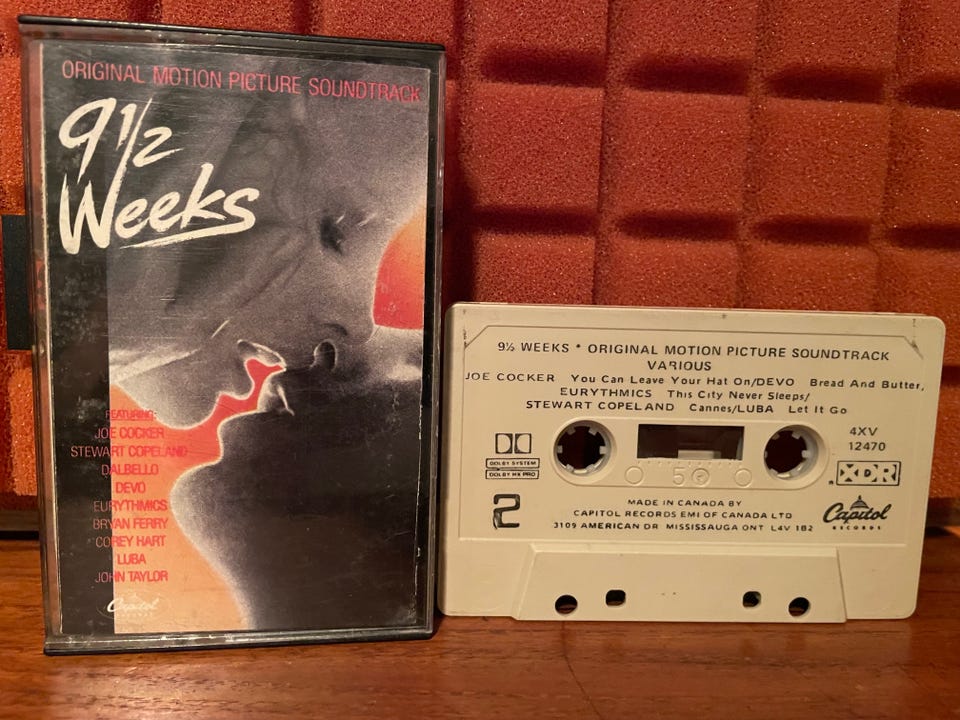 ORIGINAL MOTION PICTURE SOUNDTRACK
9½
Weeks
FEATURING:
JOE COCKER
STEWART COPELAND
DALBELLO
DEVO
EURYTHMICS
BRYAN FERRY
COREY HART
LUBA
JOHN TAYLOR
Capitol
RECORDS
9½ WEEKS * ORIGINAL MOTION PICTURE SOUNDTRACK
VARIOUS
JOE COCKER You Can Leave Your Hat On/DEVO Bread And Butter,
EURYTHMICS This City Never Sleeps/
STEWART COPELAND Cannes/LUBA Let It Go
4XV
12470
DOLBY SYSTEM
DOLBY HX PRO
XDR
5
2
MADE IN CANADA BY
CAPITOL RECORDS EMI OF CANADA LTD
3109 AMERICAN DR MISSISSAUGA ONT L4V 1B2
Capitol
RECORDS